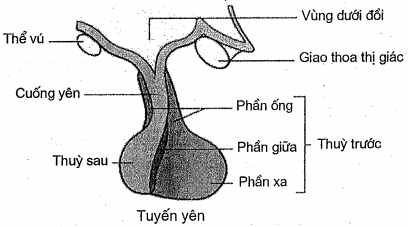 Vùng dưới đồi
Thể vú
Giao thoa thị giác
Cuống yên
Phần ống
Phần giữa
Thuỳ trước
Thuỳ sau
Phần xa
Tuyến yên